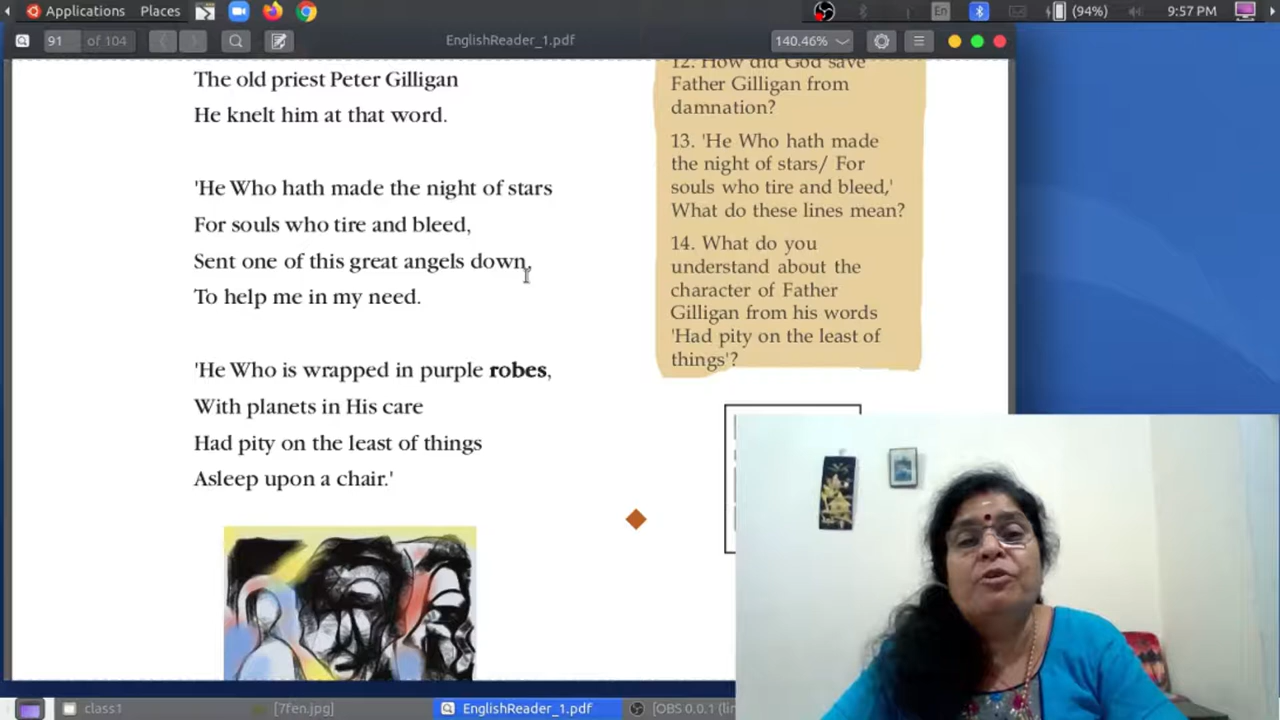 Applications Places En (94%) 9:57 PM
91 of 104 EnglishReader_1.pdf 140.46%
The old priest Peter Gilligan
He knelt him at that word.
'He Who hath made the night of stars
For souls who tire and bleed,
Sent one of this great angels down,
To help me in my need.
'He Who is wrapped in purple robes,
With planets in His care
Had pity on the least of things
Asleep upon a chair.'
12. How did God save
Father Gilligan from
damnation?
13. 'He Who hath made
the night of stars/ For
souls who tire and bleed,'
What do these lines mean?
14. What do you
understand about the
character of Father
Gilligan from his words
'Had pity on the least of
things'?
class1 [7fen.jpg] EnglishReader_1.pdf [OBS 0.0.1 (lin